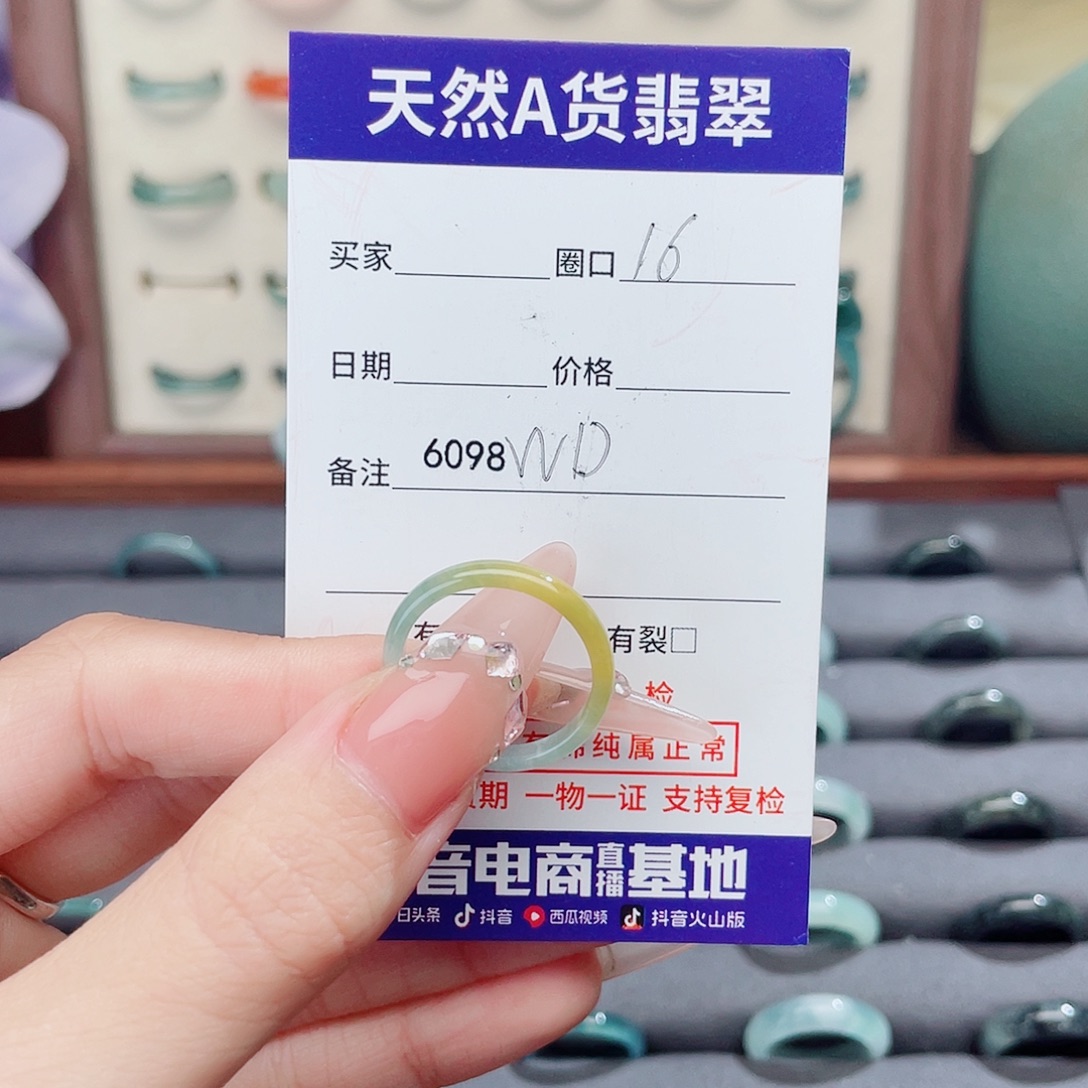 天然A货翡翠
买家 圈口 16
日期 价格
备注 6098WD
有 有裂□
检
纯属正常
期 一物一证 支持复检
音电商直播基地
日头条 抖音 西瓜视频 抖音火山版